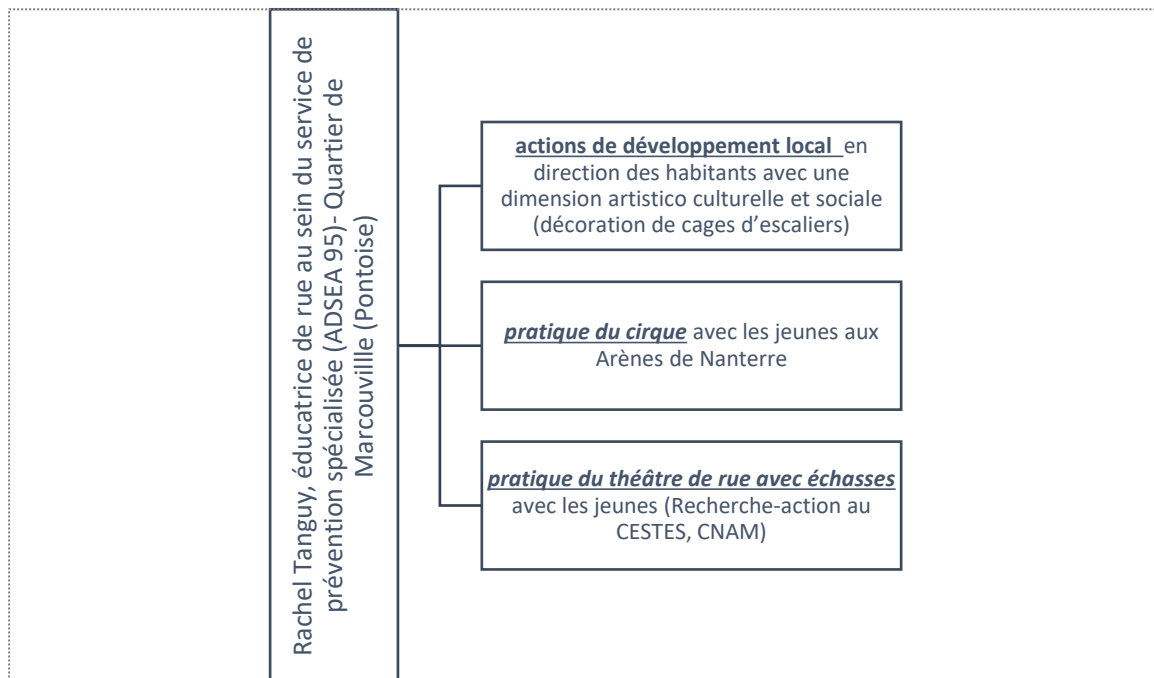 Rachel Tanguy, éducatrice de rue au sein du service de
prévention spécialisée (ADSEA 95)- Quartier de
Marcouvillle (Pontoise)
actions de développement local en
direction des habitants avec une
dimension artistico culturelle et sociale
(décoration de cages d’escaliers)
pratique du cirque avec les jeunes aux
Arènes de Nanterre
pratique du théâtre de rue avec échasses
avec les jeunes (Recherche-action au
CESTES, CNAM)